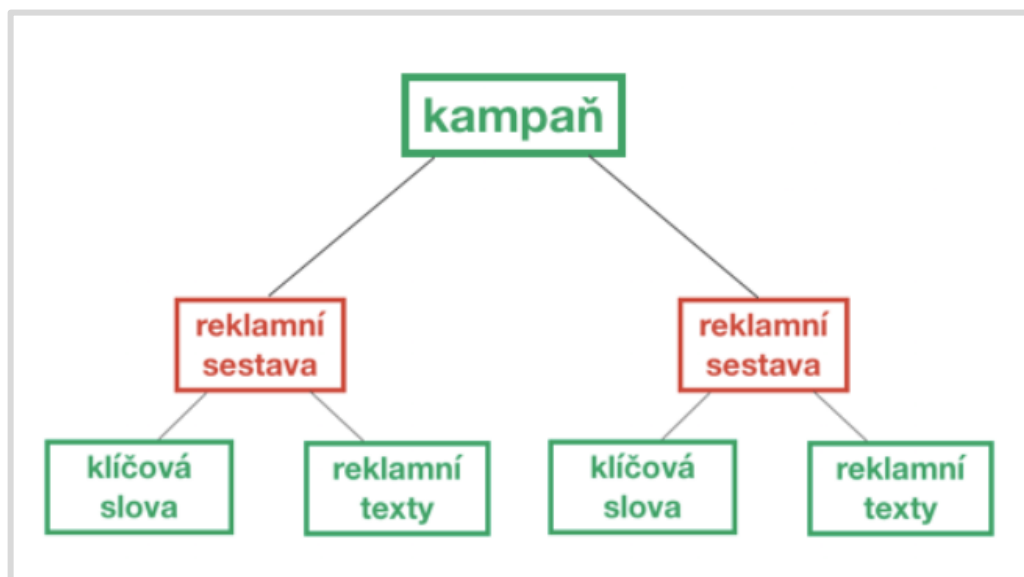 kampaň
reklamní
sestava
reklamní
sestava
klíčová
slova
reklamní
texty
klíčová
slova
reklamní
texty